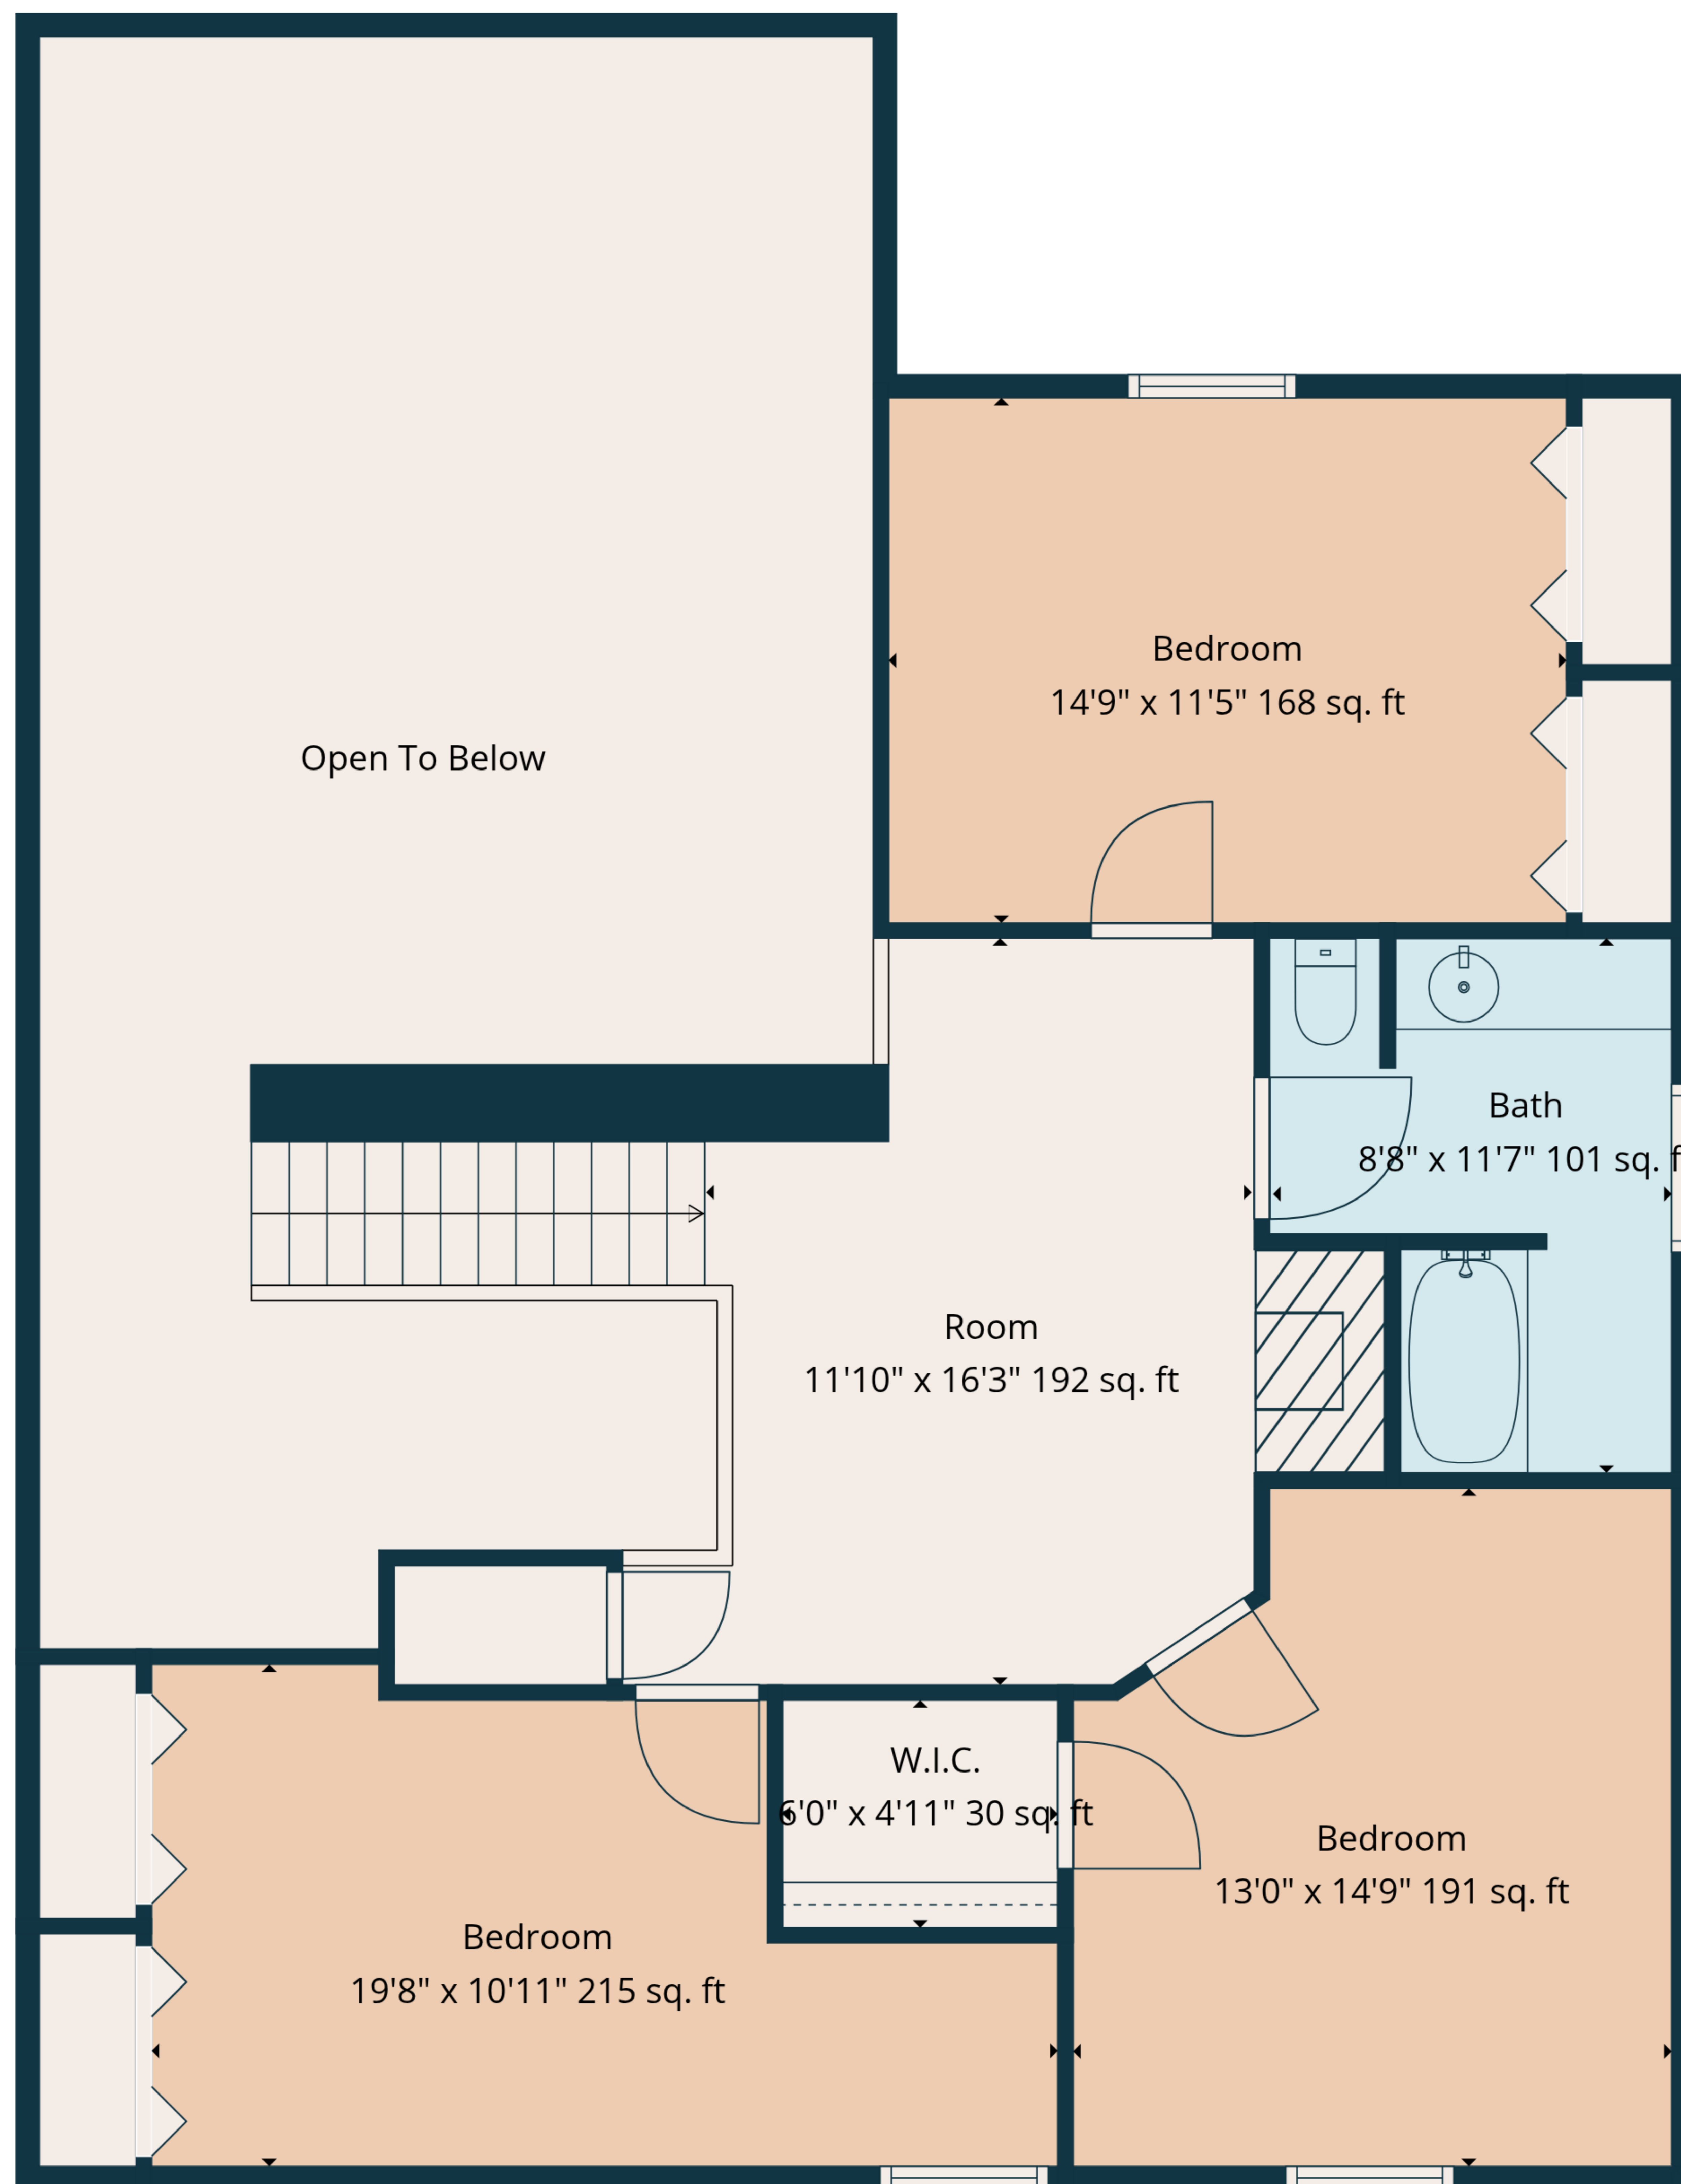 Bedroom
14'9" x 11'5" 168 sq. ft
Open To Below
Bath
8'8" x 11'7" 101 sq. f
Room
11'10" x 16'3" 192 sq. ft
W.I.C.
6'0" x 4'11" 30 sq. ft
Bedroom
13'0" x 14'9" 191 sq. ft
Bedroom
19'8" x 10'11" 215 sq. ft